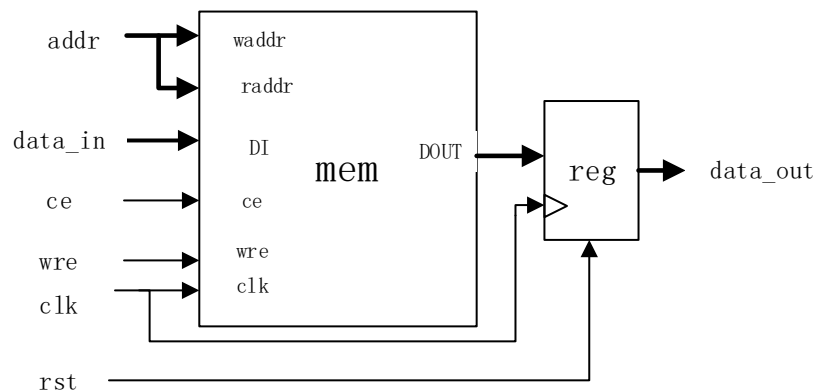 addr
waddr
raddr
data_in
DI
mem
DOUT
reg
data_out
ce
ce
wre
wre
clk
clk
rst